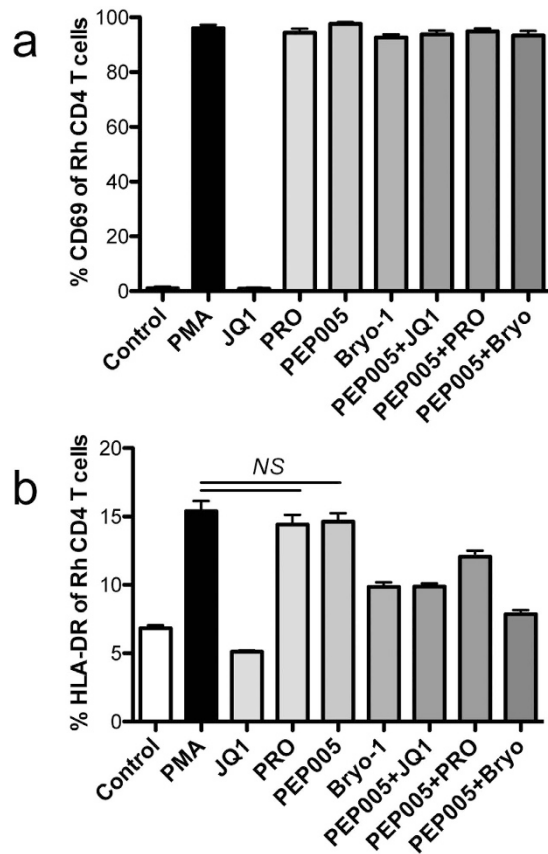 a
% CD69 of Rh CD4 T cells
100
80
60
40
20
0
Control
PMA
JQ1
PRO
PEP005
Bryo-1
PEP005+JQ1
PEP005+PRO
PEP005+Bryo
b
% HLA-DR of Rh CD4 T cells
20
15
10
5
0
NS
Control
PMA
JQ1
PRO
PEP005
Bryo-1
PEP005+JQ1
PEP005+PRO
PEP005+Bryo